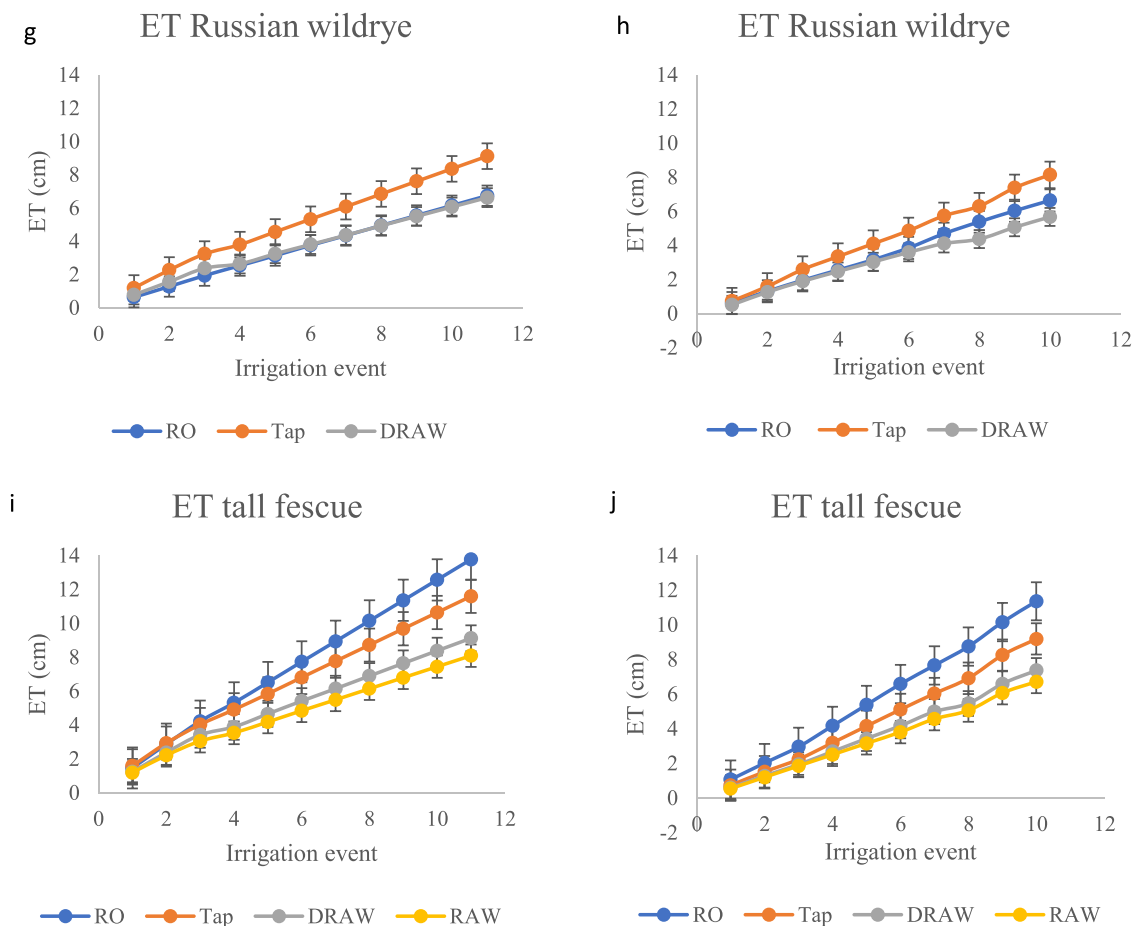 g
ET Russian wildrye
ET (cm)
14
12
10
8
6
4
2
0
0 2 4 6 8 10 12
Irrigation event
RO Tap DRAW
h
ET Russian wildrye
ET (cm)
14
12
10
8
6
4
2
0
-2
0 2 4 6 8 10 12
Irrigation event
RO Tap DRAW
i
ET tall fescue
ET (cm)
14
12
10
8
6
4
2
0
0 2 4 6 8 10 12
Irrigation event
RO Tap DRAW RAW
j
ET tall fescue
ET (cm)
14
12
10
8
6
4
2
0
-2
0 2 4 6 8 10 12
Irrigation event
RO Tap DRAW RAW